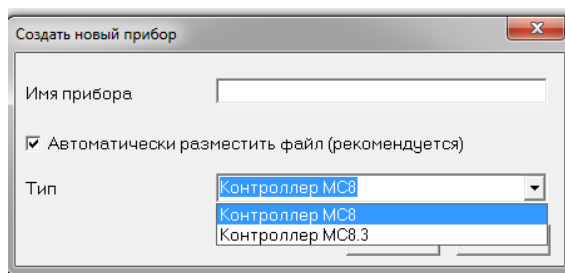 Создать новый прибор
Имя прибора
Автоматически разместить файл (рекомендуется)
Тип
Контроллер МС8
Контроллер МС8
Контроллер МС8.3